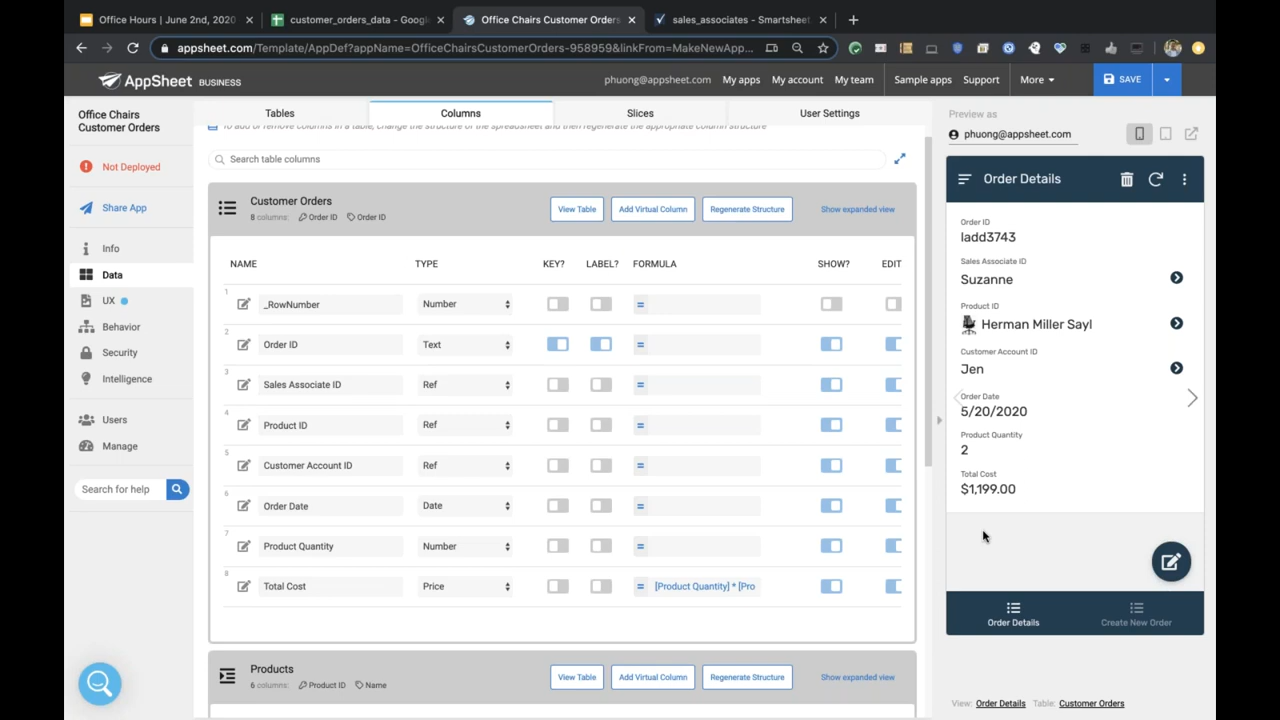 Office Hours | June 2nd, 2020
customer_orders_data - Google
Office Chairs Customer Orders
sales_associates - Smartsheet
appsheet.com/Template/AppDef?appName=OfficeChairsCustomerOrders-958959&linkFrom=MakeNewApp...
AppSheet BUSINESS
phuong@appsheet.com
My apps
My account
My team
Sample apps
Support
More
SAVE
Office Chairs
Customer Orders
Not Deployed
Share App
Info
Data
UX
Behavior
Security
Intelligence
Users
Manage
Search for help
Tables
Columns
Slices
User Settings
To add or remove columns in a table, change the structure of the spreadsheet and then regenerate the appropriate column structure
Search table columns
Customer Orders
8 columns: Order ID Order ID
View Table
Add Virtual Column
Regenerate Structure
Show expanded view
NAME TYPE KEY? LABEL? FORMULA SHOW? EDIT
1 _RowNumber Number =
2 Order ID Text =
3 Sales Associate ID Ref =
4 Product ID Ref =
5 Customer Account ID Ref =
6 Order Date Date =
7 Product Quantity Number =
8 Total Cost Price = [Product Quantity] * [Pro
Products
6 columns: Product ID Name
View Table
Add Virtual Column
Regenerate Structure
Show expanded view
Preview as
phuong@appsheet.com
Order Details
Order ID
ladd3743
Sales Associate ID
Suzanne
Product ID
Herman Miller Sayl
Customer Account ID
Jen
Order Date
5/20/2020
Product Quantity
2
Total Cost
$1,199.00
Order Details
Create New Order
View: Order Details Table: Customer Orders